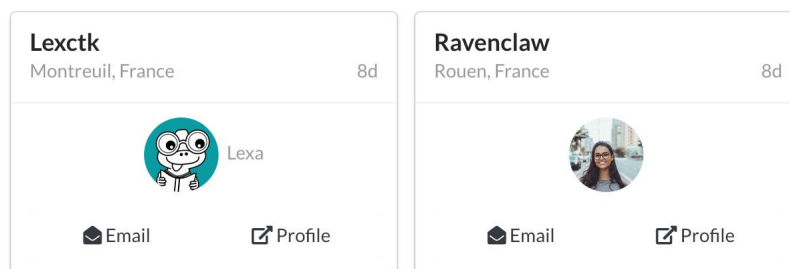 Lexctk
Montreuil, France 8d
Lexa
Email Profile
Ravenclaw
Rouen, France 8d
Email Profile